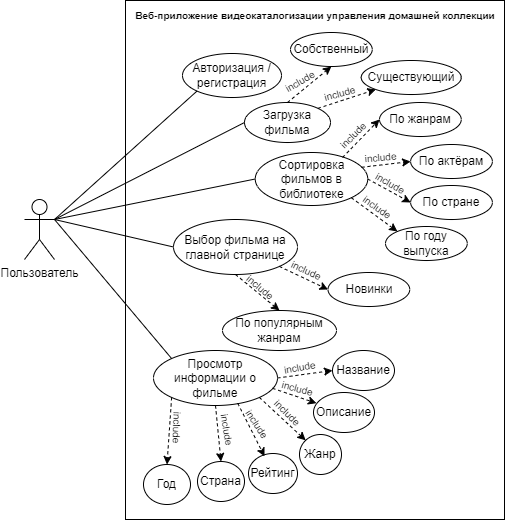 Веб-приложение видеокаталогизации управления домашней коллекции
Собственный
Авторизация /
регистрация
include
include
Существующий
Загрузка
фильма
По жанрам
include
include
По актёрам
Сортировка
фильмов в
библиотеке
include
По стране
include
По году
выпуска
Пользователь
Выбор фильма на
главной странице
include
Новинки
include
По популярным
жанрам
Просмотр
информации о
фильме
include
Название
include
Описание
include
include
include
include
Жанр
Год
Страна
Рейтинг